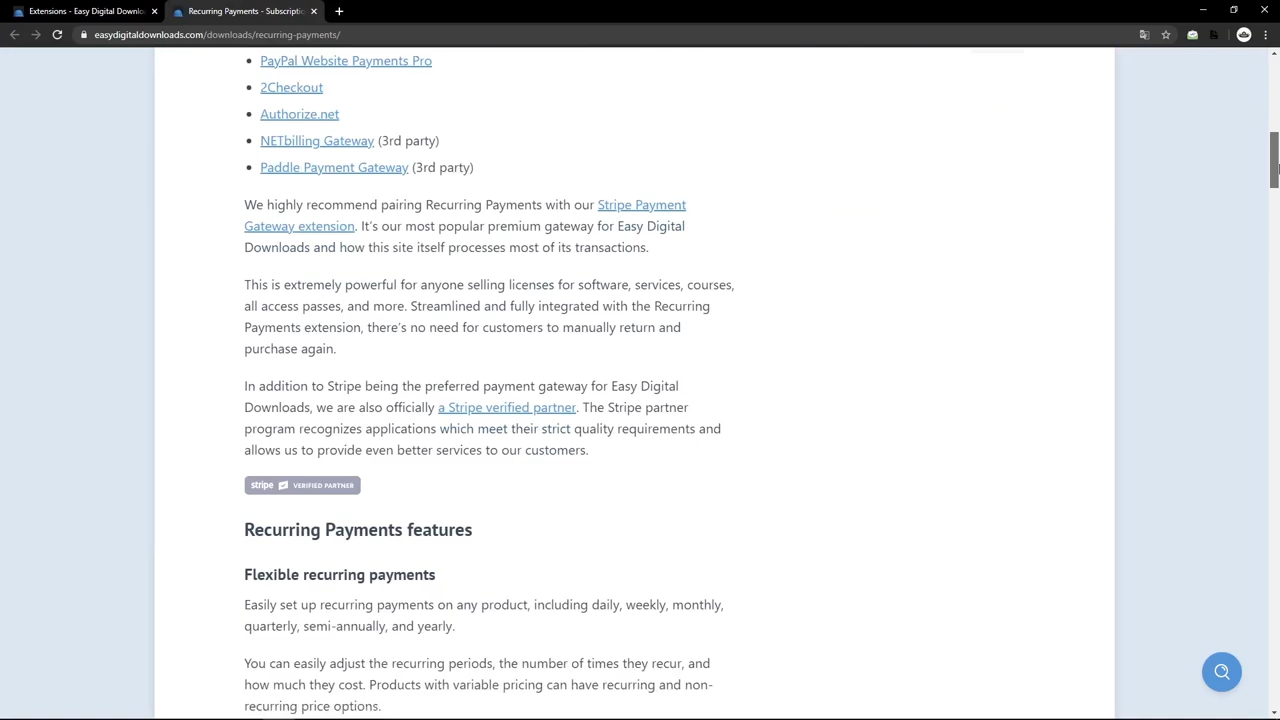 Extensions - Easy Digital Downloa
Recurring Payments - Subscriptio
easydigitaldownloads.com/downloads/recurring-payments/
PayPal Website Payments Pro
2Checkout
Authorize.net
NETbilling Gateway (3rd party)
Paddle Payment Gateway (3rd party)
We highly recommend pairing Recurring Payments with our Stripe Payment
Gateway extension. It's our most popular premium gateway for Easy Digital
Downloads and how this site itself processes most of its transactions.
This is extremely powerful for anyone selling licenses for software, services, courses,
all access passes, and more. Streamlined and fully integrated with the Recurring
Payments extension, there's no need for customers to manually return and
purchase again.
In addition to Stripe being the preferred payment gateway for Easy Digital
Downloads, we are also officially a Stripe verified partner. The Stripe partner
program recognizes applications which meet their strict quality requirements and
allows us to provide even better services to our customers.
stripe VERIFIED PARTNER
Recurring Payments features
Flexible recurring payments
Easily set up recurring payments on any product, including daily, weekly, monthly,
quarterly, semi-annually, and yearly.
You can easily adjust the recurring periods, the number of times they recur, and
how much they cost. Products with variable pricing can have recurring and non-
recurring price options.